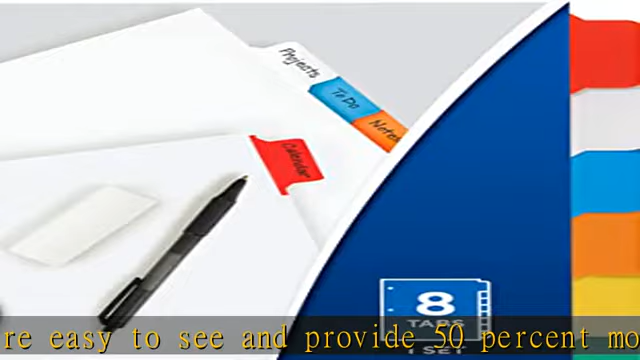 Projects
To Do
Notes
Calendar
8
TABS
1 SET
re easy to see and provide 50 percent mo